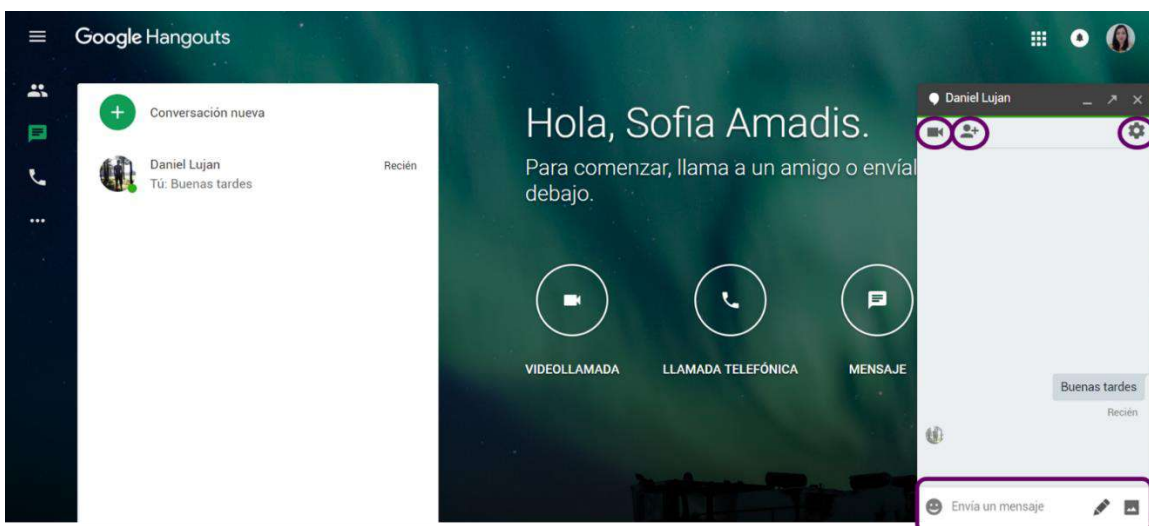 Google Hangouts
Conversación nueva
Daniel Lujan
Recién
Tú: Buenas tardes
Hola, Sofia Amadis.
Para comenzar, llama a un amigo o envíal
debajo.
VIDEOLLAMADA
LLAMADA TELEFÓNICA
MENSAJE
Daniel Lujan
Buenas tardes
Recién
Envía un mensaje